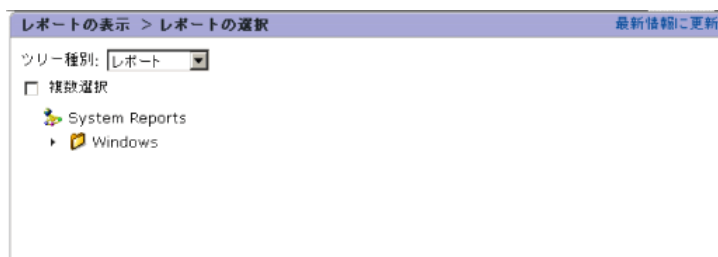 レポートの表示 > レポートの選択
最新情報に更新
ツリー種別: レポート
複数選択
System Reports
Windows